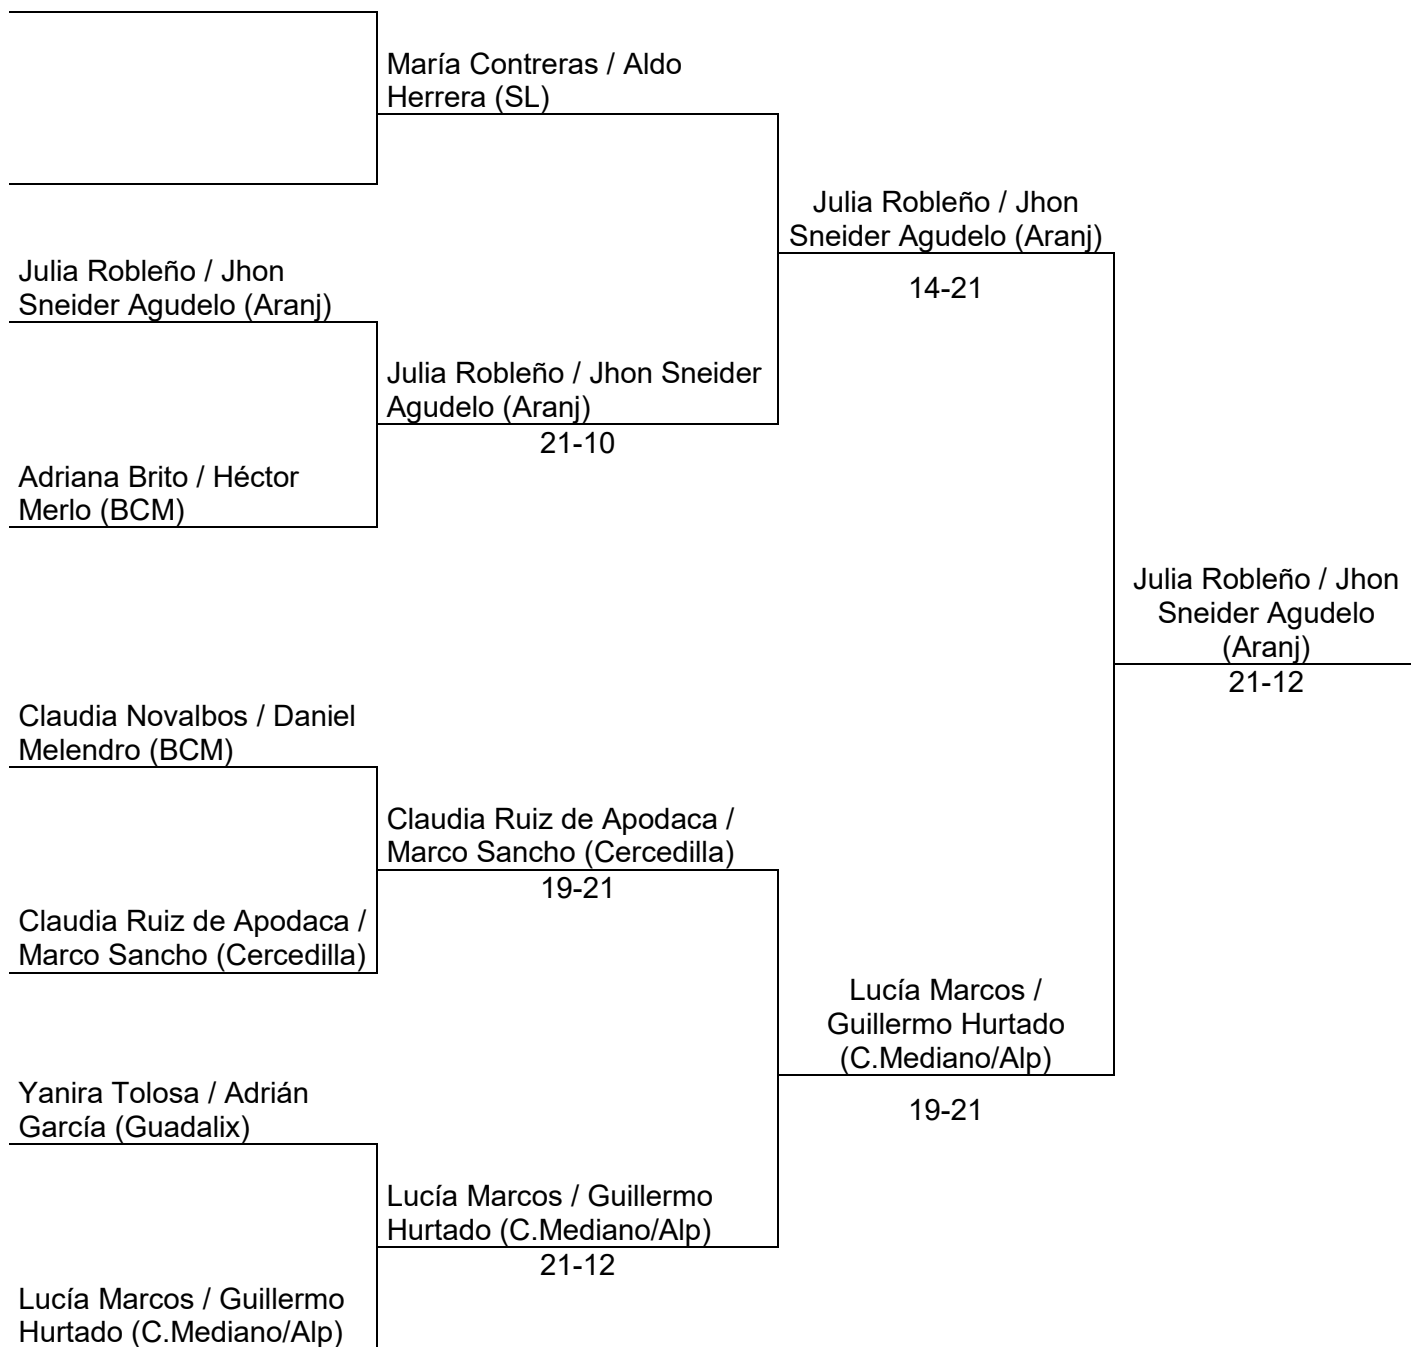 María Contreras / Aldo
Herrera (SL)
Julia Robleño / Jhon
Sneider Agudelo (Aranj)
14-21
Julia Robleño / Jhon
Sneider Agudelo (Aranj)
Julia Robleño / Jhon Sneider
Agudelo (Aranj)
21-10
Adriana Brito / Héctor
Merlo (BCM)
Julia Robleño / Jhon
Sneider Agudelo
(Aranj)
21-12
Claudia Novalbos / Daniel
Melendro (BCM)
Claudia Ruiz de Apodaca /
Marco Sancho (Cercedilla)
19-21
Claudia Ruiz de Apodaca /
Marco Sancho (Cercedilla)
Lucía Marcos /
Guillermo Hurtado
(C.Mediano/Alp)
19-21
Yanira Tolosa / Adrián
García (Guadalix)
Lucía Marcos / Guillermo
Hurtado (C.Mediano/Alp)
21-12
Lucía Marcos / Guillermo
Hurtado (C.Mediano/Alp)